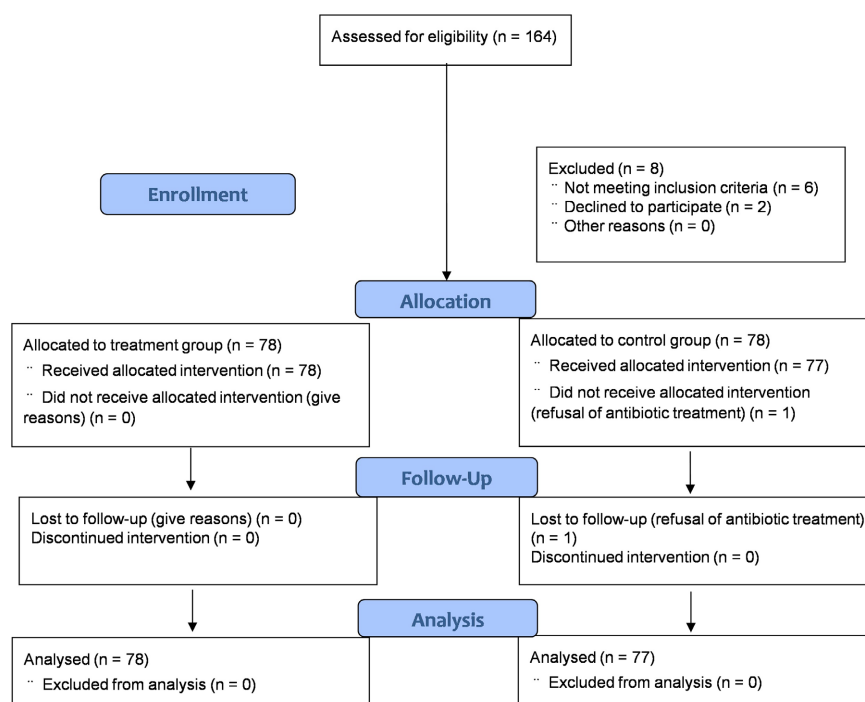 Assessed for eligibility (n = 164)
Enrollment
Excluded (n = 8)
¨ Not meeting inclusion criteria (n = 6)
¨ Declined to participate (n = 2)
¨ Other reasons (n = 0)
Allocation
Allocated to treatment group (n = 78)
¨ Received allocated intervention (n = 78)
¨ Did not receive allocated intervention (give
reasons) (n = 0)
Allocated to control group (n = 78)
¨ Received allocated intervention (n = 77)
¨ Did not receive allocated intervention
(refusal of antibiotic treatment) (n = 1)
Follow-Up
Lost to follow-up (give reasons) (n = 0)
Discontinued intervention (n = 0)
Lost to follow-up (refusal of antibiotic treatment)
(n = 1)
Discontinued intervention (n = 0)
Analysis
Analysed (n = 78)
¨ Excluded from analysis (n = 0)
Analysed (n = 77)
¨ Excluded from analysis (n = 0)